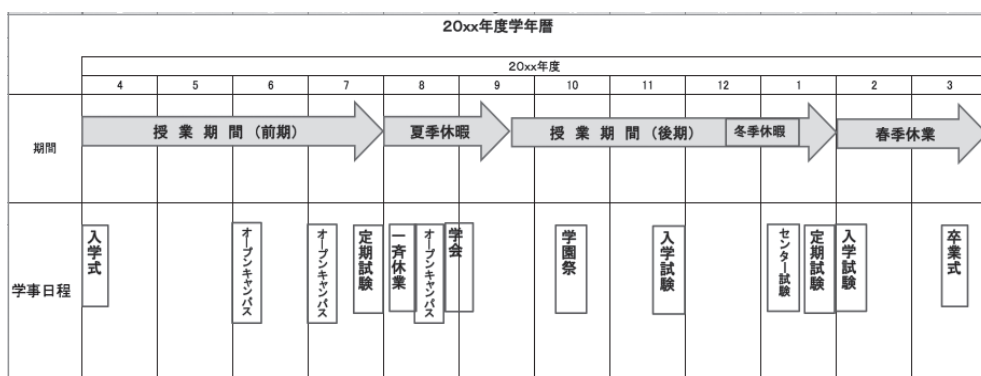 20xx年度学年暦
20xx年度
4 5 6 7 8 9 10 11 12 1 2 3
期間
授業期間(前期)
夏季休暇
授業期間(後期)
冬季休暇
春季休業
学事日程
入学式
オープンキャンパス
オープンキャンパス
定期試験
一斉休業
オープンキャンパス
学会
学園祭
入学試験
センター試験
定期試験
入学試験
卒業式